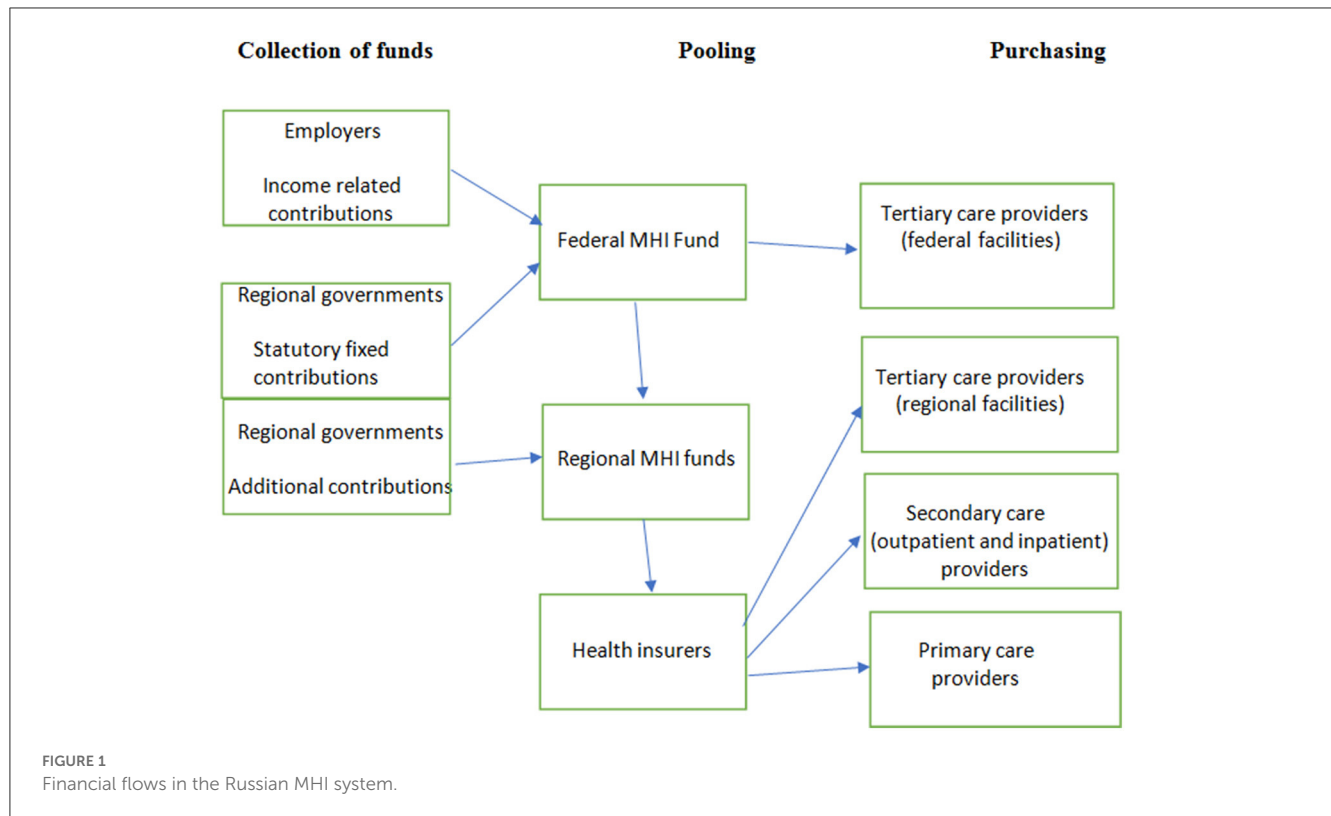 Collection of funds
Pooling
Purchasing
Employers
Income related
contributions
Regional governments
Statutory fixed
contributions
Regional governments
Additional contributions
Federal MHI Fund
Regional MHI funds
Health insurers
Tertiary care providers
(federal facilities)
Tertiary care providers
(regional facilities)
Secondary care
(outpatient and inpatient)
providers
Primary care
providers
FIGURE 1
Financial flows in the Russian MHI system.